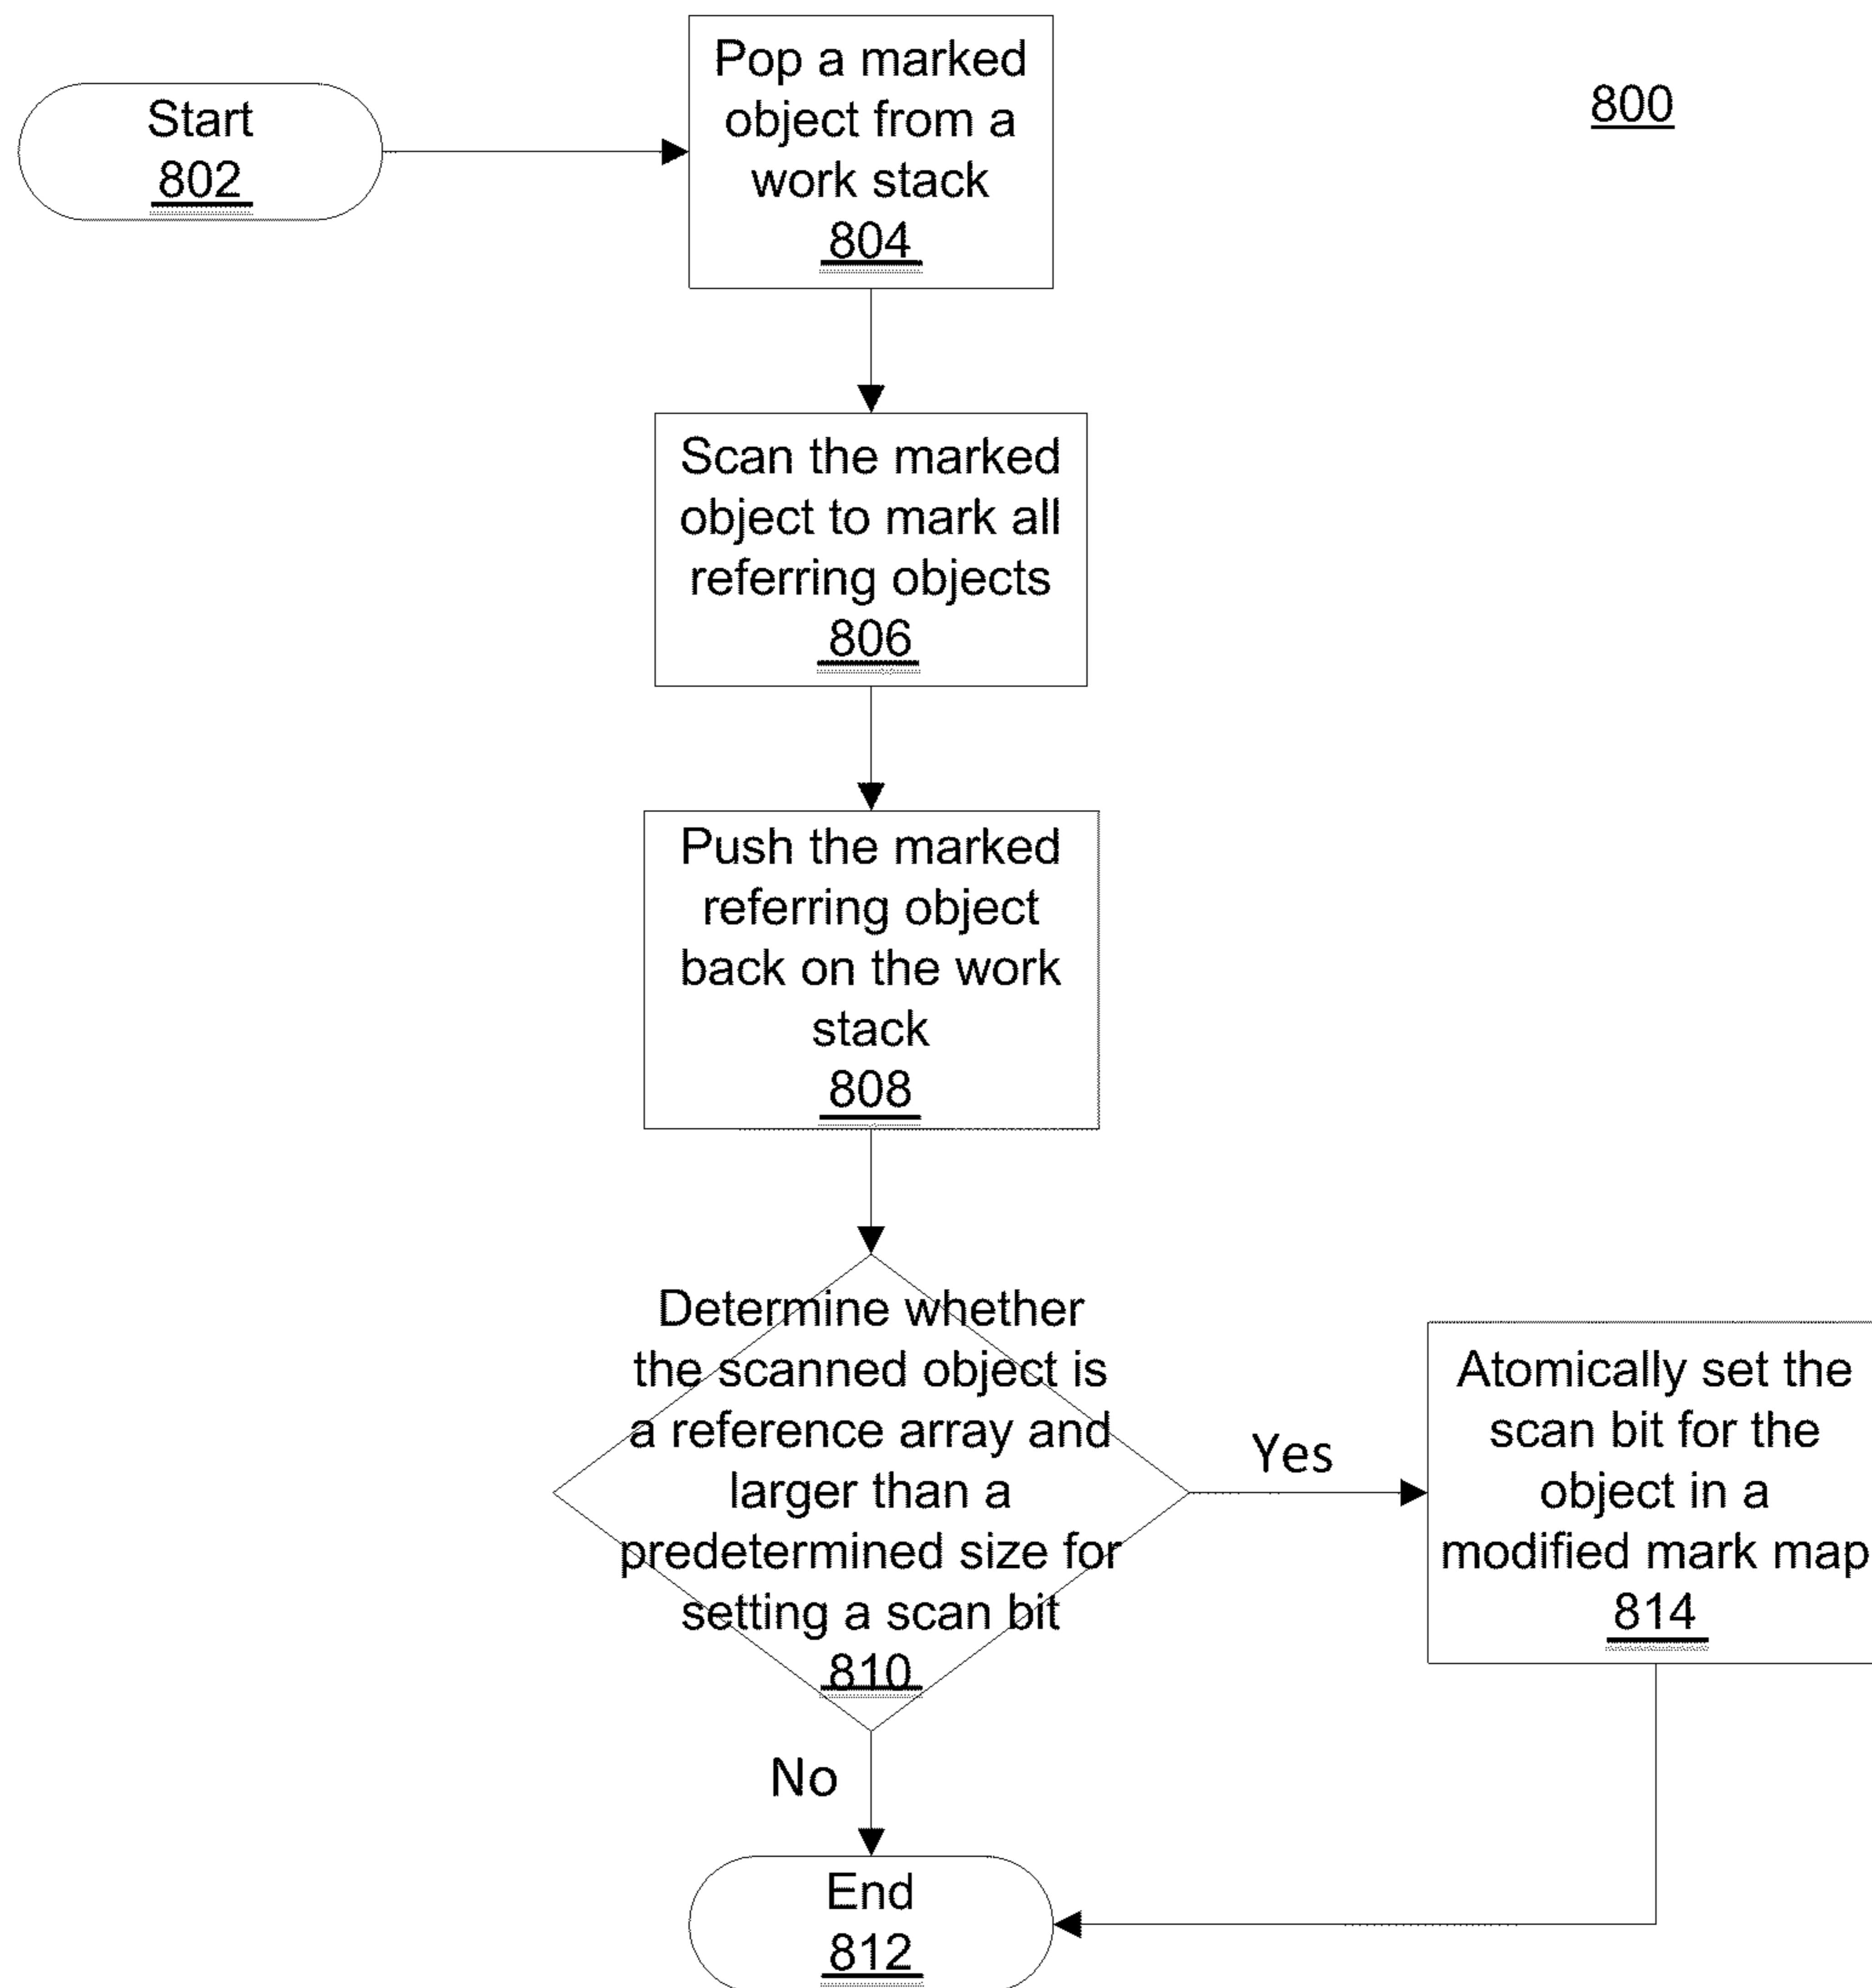 800
Start
802
Pop a marked
object from a
work stack
804
Scan the marked
object to mark all
referring objects
806
Push the marked
referring object
back on the work
stack
808
Determine whether
the scanned object is
a reference array and
larger than a
predetermined size for
setting a scan bit
810
Yes
Atomically set the
scan bit for the
object in a
modified mark map
814
No
End
812